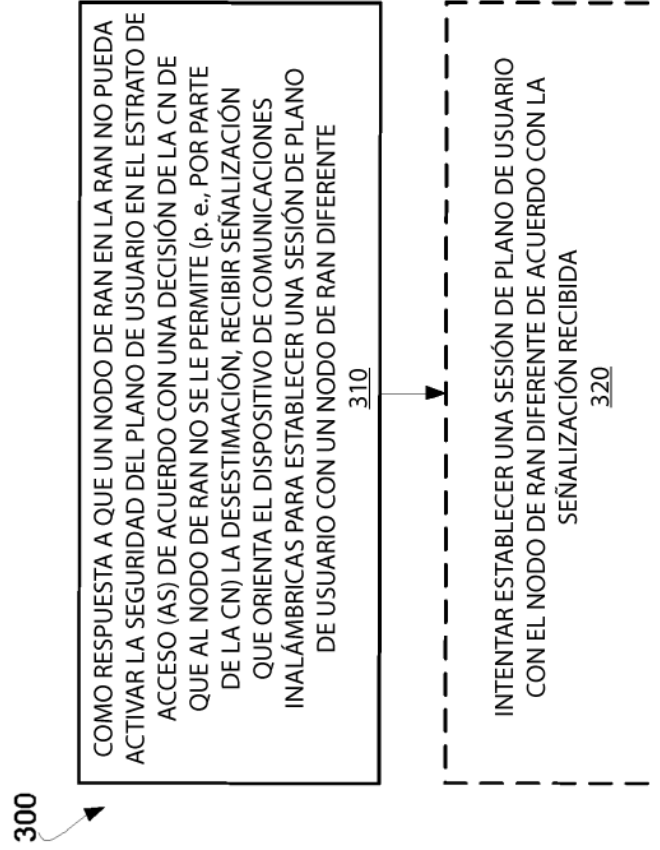 300
COMO RESPUESTA A QUE UN NODO DE RAN EN LA RAN NO PUEDA
ACTIVAR LA SEGURIDAD DEL PLANO DE USUARIO EN EL ESTRATO DE
ACCESO (AS) DE ACUERDO CON UNA DECISIÓN DE LA CN DE
QUE AL NODO DE RAN NO SE LE PERMITE (p. e., POR PARTE
DE LA CN) LA DESESTIMACIÓN, RECIBIR SEÑALIZACIÓN
QUE ORIENTA EL DISPOSITIVO DE COMUNICACIONES
INALÁMBRICAS PARA ESTABLECER UNA SESIÓN DE PLANO
DE USUARIO CON UN NODO DE RAN DIFERENTE
310
INTENTAR ESTABLECER UNA SESIÓN DE PLANO DE USUARIO
CON EL NODO DE RAN DIFERENTE DE ACUERDO CON LA
SEÑALIZACIÓN RECIBIDA
320